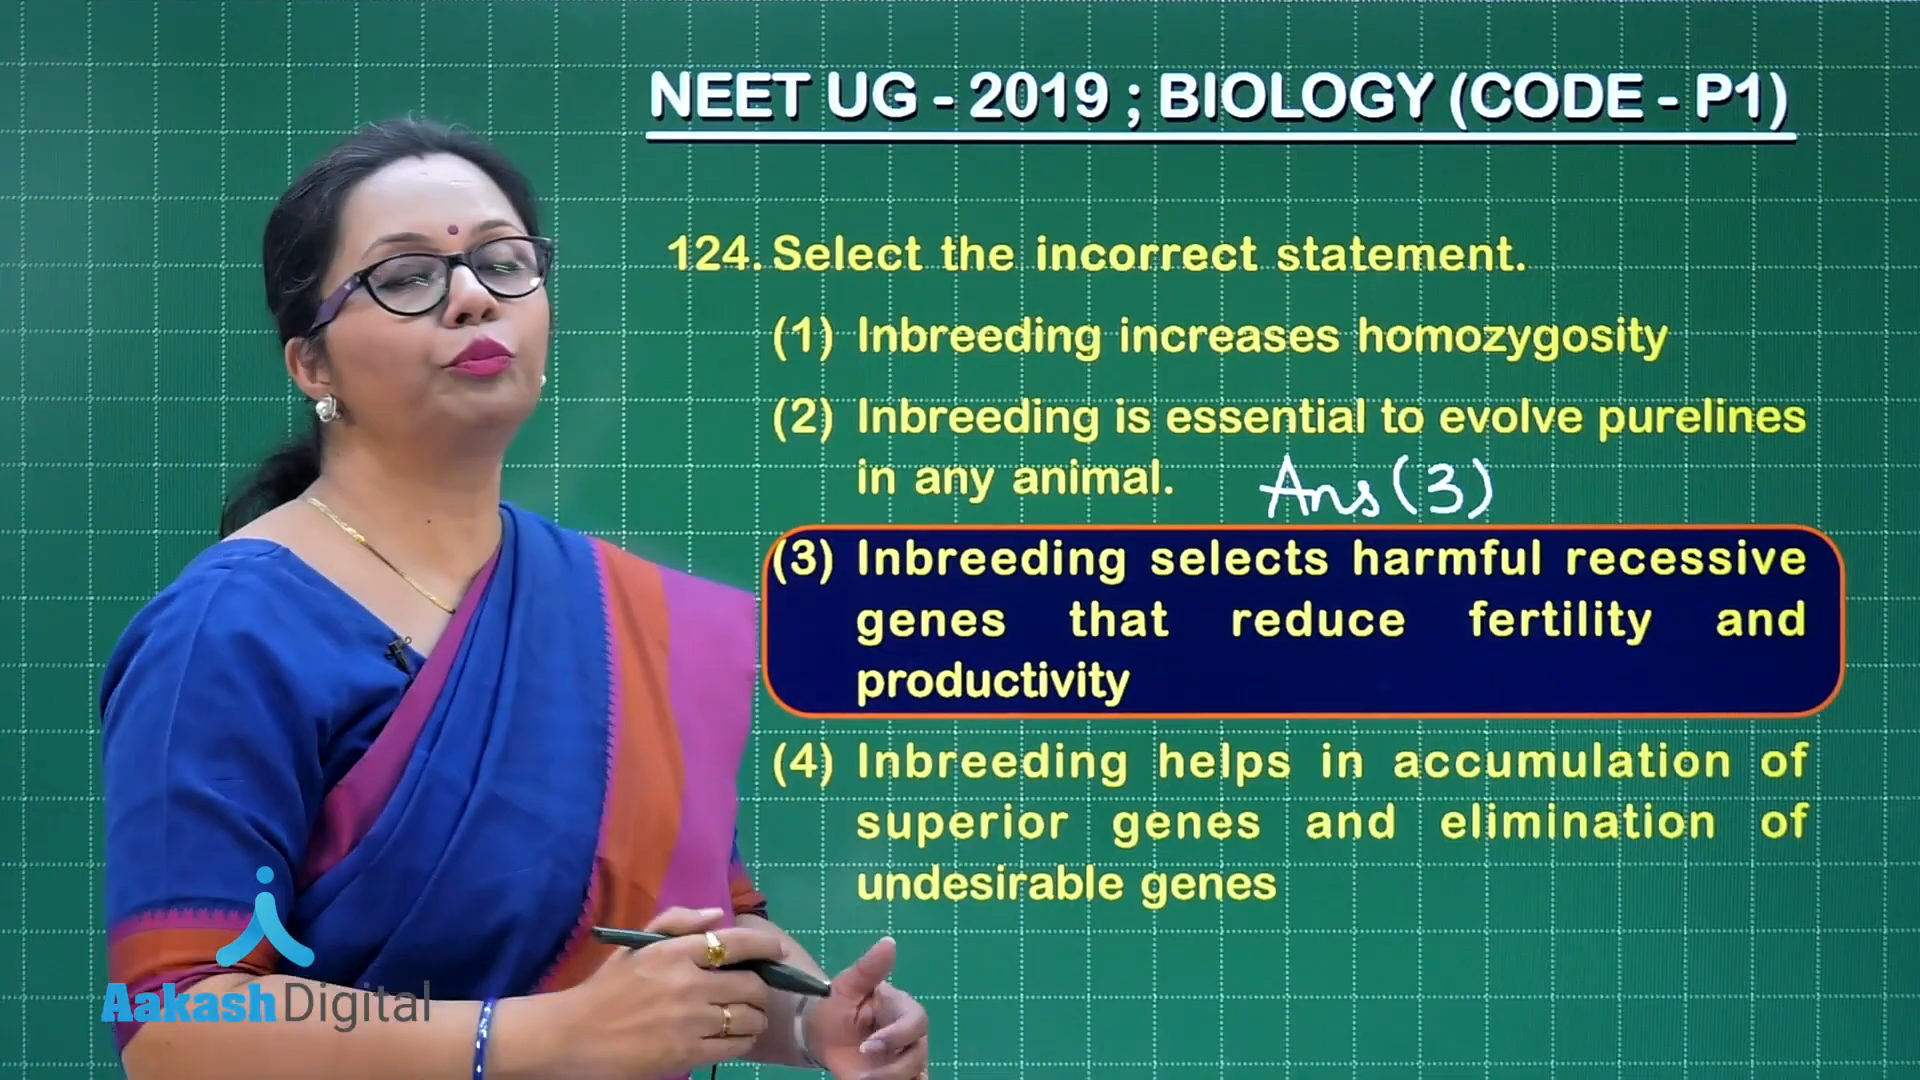 NEET UG - 2019 ; BIOLOGY (CODE - P1)
124. Select the incorrect statement.
(1) Inbreeding increases homozygosity
(2) Inbreeding is essential to evolve purelines
in any animal.
Ans (3)
(3) Inbreeding selects harmful recessive
genes that reduce fertility and
productivity
(4) Inbreeding helps in accumulation of
superior genes and elimination of
undesirable genes
AakashDigital